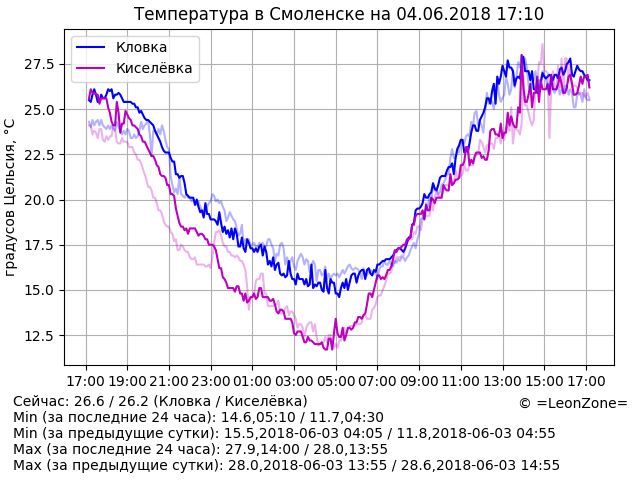 Температура в Смоленске на 04.06.2018 17:10
Кловка
Киселёвка
градусов Цельсия, °C
27.5
25.0
22.5
20.0
17.5
15.0
12.5
17:00 19:00 21:00 23:00 01:00 03:00 05:00 07:00 09:00 11:00 13:00 15:00 17:00
Сейчас: 26.6 / 26.2 (Кловка / Киселёвка)
© =LeonZone=
Min (за последние 24 часа): 14.6,05:10 / 11.7,04:30
Min (за предыдущие сутки): 15.5,2018-06-03 04:05 / 11.8,2018-06-03 04:55
Max (за последние 24 часа): 27.9,14:00 / 28.0,13:55
Max (за предыдущие сутки): 28.0,2018-06-03 13:55 / 28.6,2018-06-03 14:55